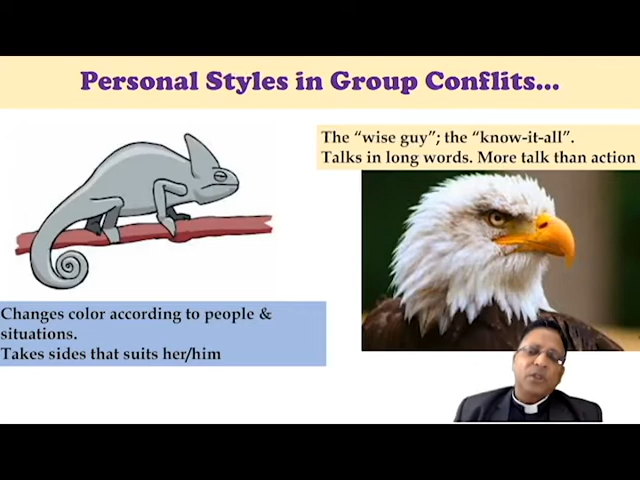 Personal Styles in Group Conflits...
The “wise guy”; the “know-it-all”.
Talks in long words. More talk than action
Changes color according to people &
situations.
Takes sides that suits her/him